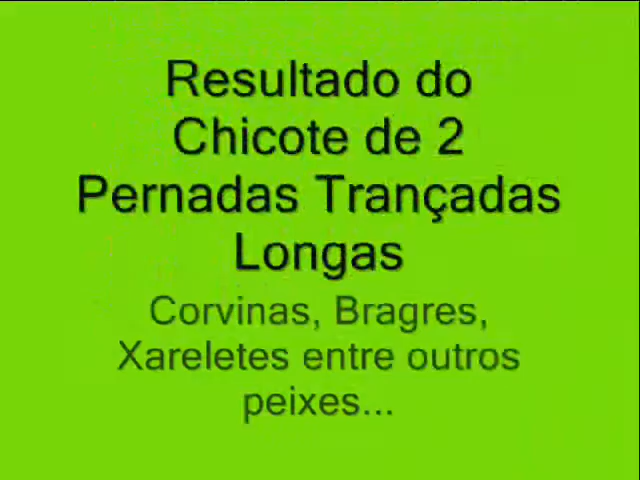 Resultado do
Chicote de 2
Pernadas Trançadas
Longas
Corvinas, Bragres,
Xareletes entre outros
peixes...